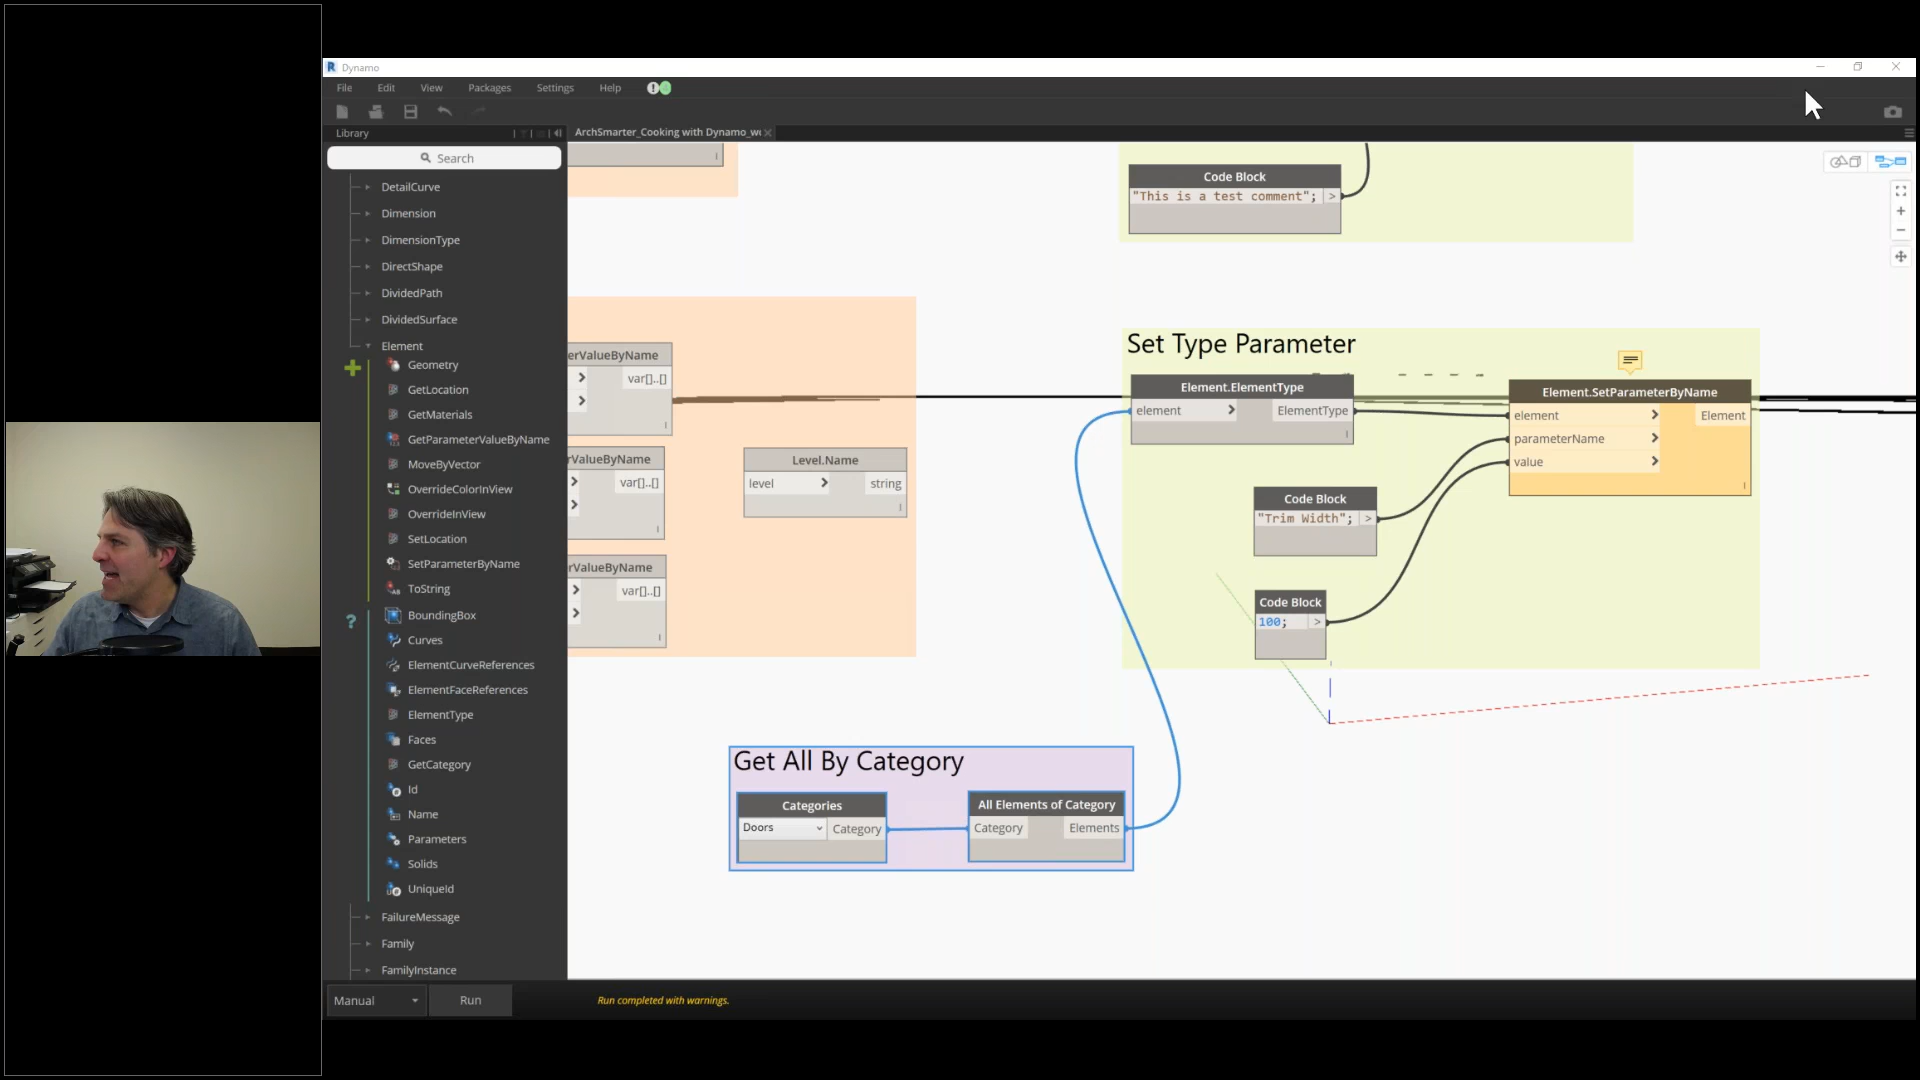 Dynamo
File Edit View Packages Settings Help
Library
ArchSmarter_Cooking with Dynamo_w
Search
DetailCurve
Dimension
DimensionType
DirectShape
DividedPath
DividedSurface
Element
Geometry
GetLocation
GetMaterials
GetParameterValueByName
MoveByVector
OverrideColorInView
OverrideInView
SetLocation
SetParameterByName
ToString
BoundingBox
Curves
ElementCurveReferences
ElementFaceReferences
ElementType
Faces
GetCategory
Id
Name
Parameters
Solids
UniqueId
FailureMessage
Family
FamilyInstance
Code Block
"This is a test comment"; >
erValueByName
> var[]..[]
>
rValueByName
> var[]..[]
>
rValueByName
> var[]..[]
>
Level.Name
level > string
Set Type Parameter
Element.ElementType
element > ElementType
Element.SetParameterByName
element > Element
parameterName >
value >
Code Block
"Trim Width"; >
Code Block
100; >
Get All By Category
Categories
Doors Category
All Elements of Category
Category Elements
Manual Run Run completed with warnings.